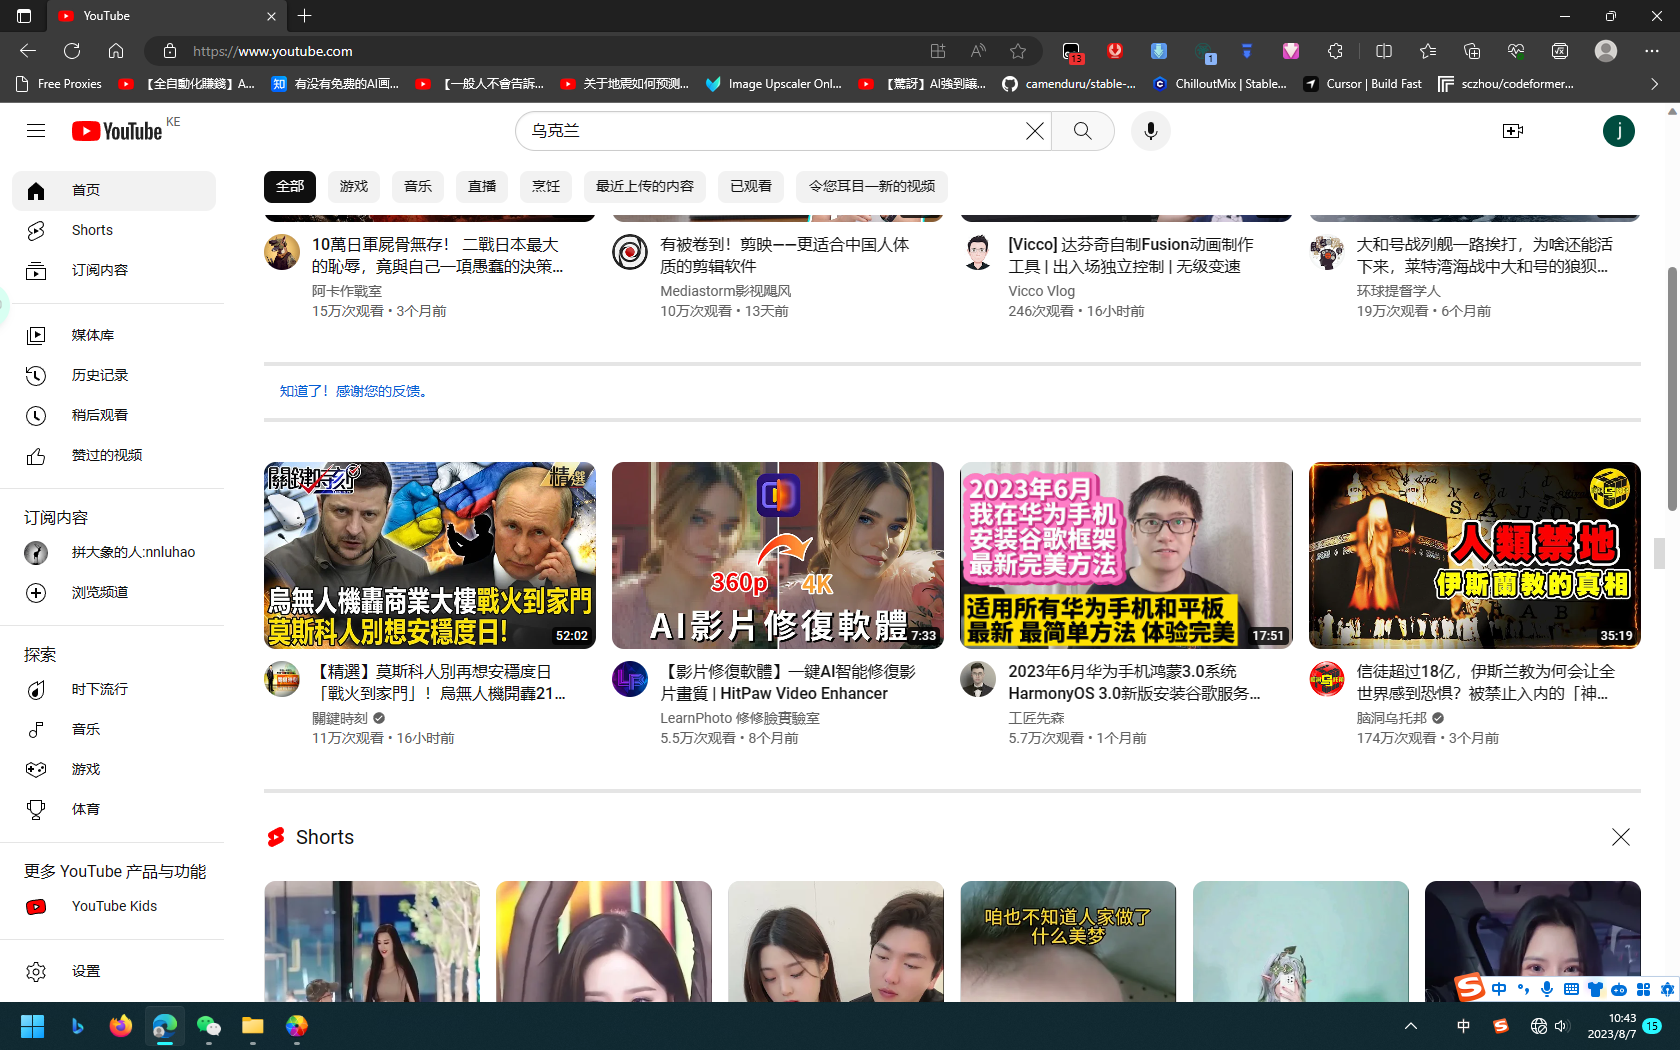 YouTube
https://www.youtube.com
13
1
Free Proxies
【全自動化賺錢】A...
有没有免费的AI画...
【一般人不會告訴...
关于地震如何预测...
Image Upscaler Onl...
【驚訝】AI強到讓...
camenduru/stable-...
ChilloutMix | Stable...
Cursor | Build Fast
sczhou/codeformer...
YouTube KE
乌克兰
j
首页
Shorts
订阅内容
媒体库
历史记录
稍后观看
赞过的视频
订阅内容
拼大象的人:nnluhao
浏览频道
探索
时下流行
音乐
游戏
体育
更多 YouTube 产品与功能
YouTube Kids
设置
全部
游戏
音乐
直播
烹饪
最近上传的内容
已观看
令您耳目一新的视频
10萬日軍屍骨無存！ 二戰日本最大
的恥辱，竟與自己一項愚蠢的決策...
阿卡作戰室
15万次观看 • 3个月前
有被卷到！剪映——更适合中国人体
质的剪辑软件
Mediastorm影视飓风
10万次观看 • 13天前
[Vicco] 达芬奇自制Fusion动画制作
工具 | 出入场独立控制 | 无级变速
Vicco Vlog
246次观看 • 16小时前
大和号战列舰一路挨打，为啥还能活
下来，莱特湾海战中大和号的狼狈...
环球提督学人
19万次观看 • 6个月前
知道了！感谢您的反馈。
關鍵時刻
精選
烏無人機轟商業大樓戰火到家門
莫斯科人別想安穩度日!
52:02
【精選】莫斯科人別再想安穩度日
「戰火到家門」！烏無人機開轟21...
關鍵時刻
11万次观看 • 16小时前
360p
4K
AI影片修復軟體
7:33
【影片修復軟體】一鍵AI智能修復影
片畫質 | HitPaw Video Enhancer
LearnPhoto 修修臉實驗室
5.5万次观看 • 8个月前
2023年6月
我在华为手机
安装谷歌框架
最新完美方法
适用所有华为手机和平板
最新 最简单方法 体验完美
17:51
2023年6月华为手机鸿蒙3.0系统
HarmonyOS 3.0新版安装谷歌服务...
工匠先森
5.7万次观看 • 1个月前
人類禁地
伊斯蘭教的真相
35:19
信徒超过18亿，伊斯兰教为何会让全
世界感到恐惧？被禁止入内的「神...
脑洞乌托邦
174万次观看 • 3个月前
Shorts
咱也不知道人家做了
什么美梦
中
中
10:43
2023/8/7
15